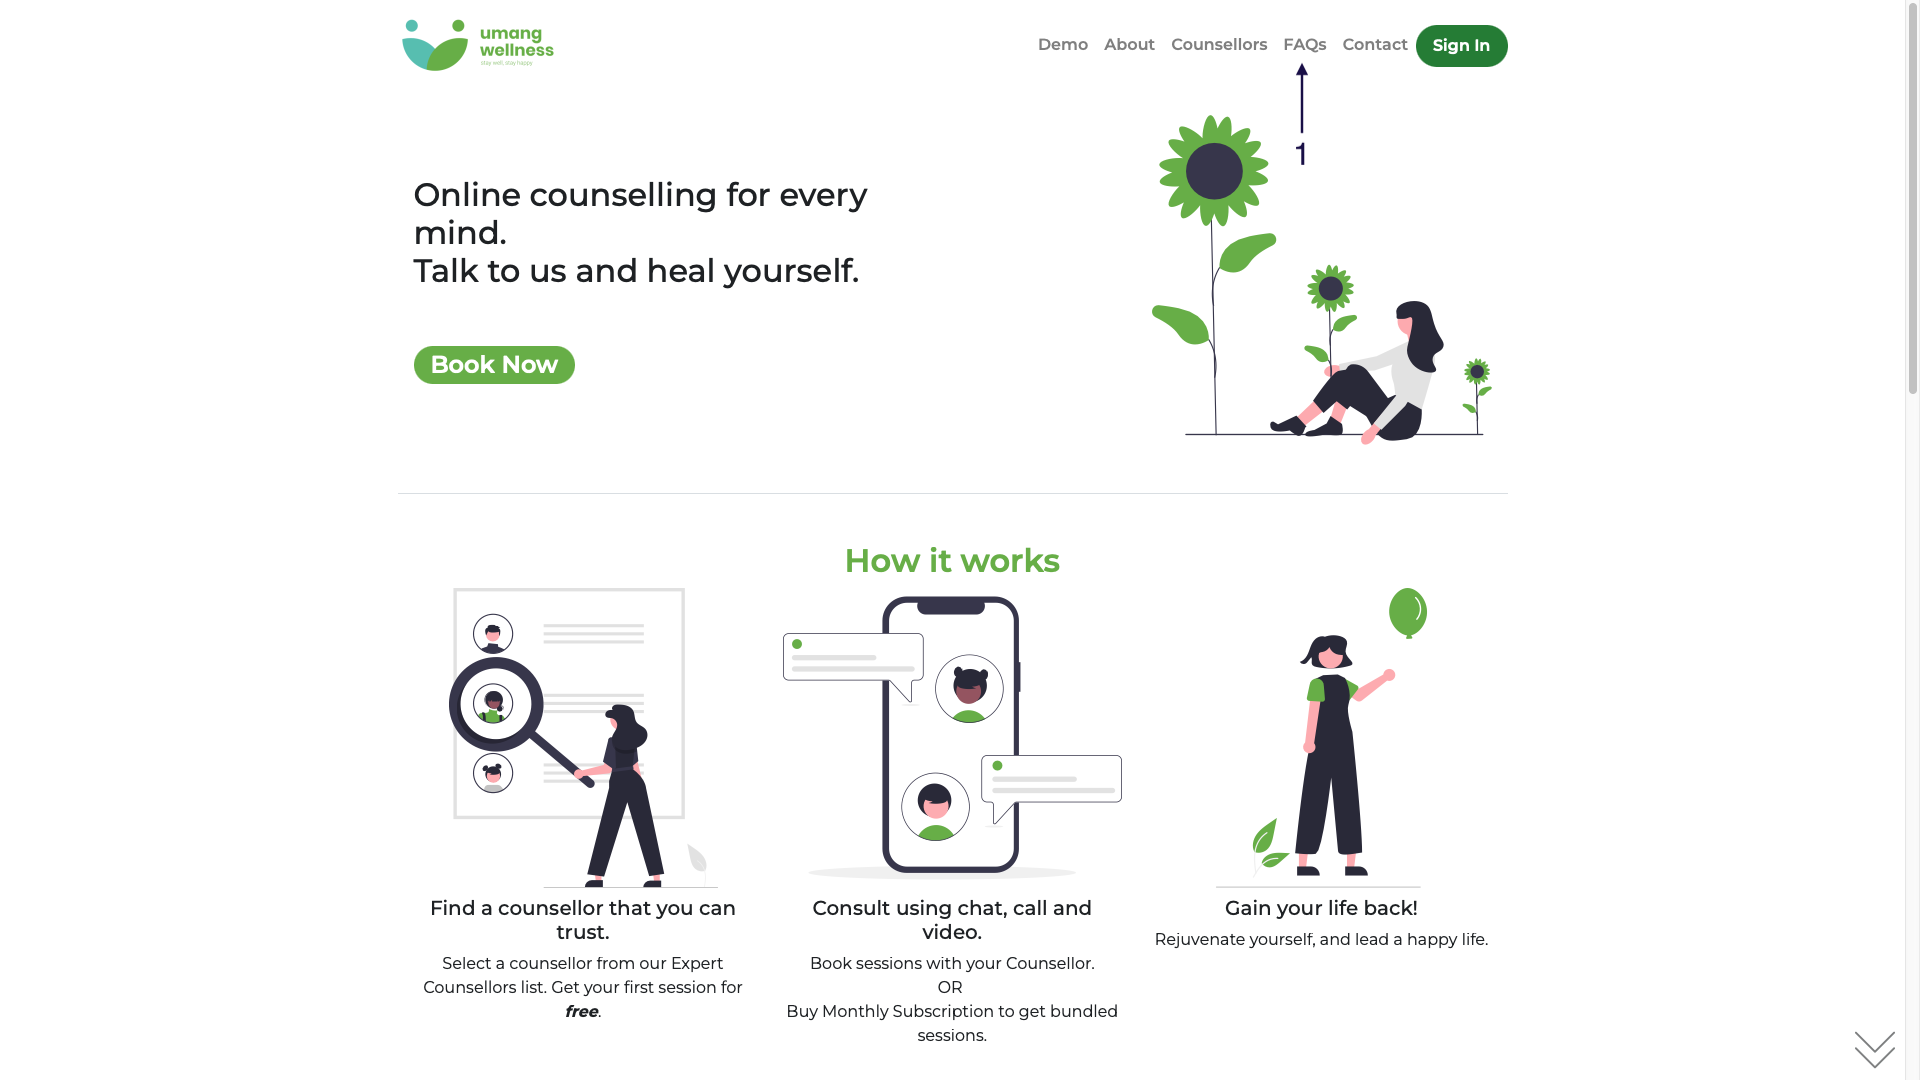 umang
wellness
stay well, stay happy
Demo About Counsellors FAQs Contact Sign In
1
Online counselling for every
mind.
Talk to us and heal yourself.
Book Now
How it works
Find a counsellor that you can
trust.
Select a counsellor from our Expert
Counsellors list. Get your first session for
free.
Consult using chat, call and
video.
Book sessions with your Counsellor.
OR
Buy Monthly Subscription to get bundled
sessions.
Gain your life back!
Rejuvenate yourself, and lead a happy life.